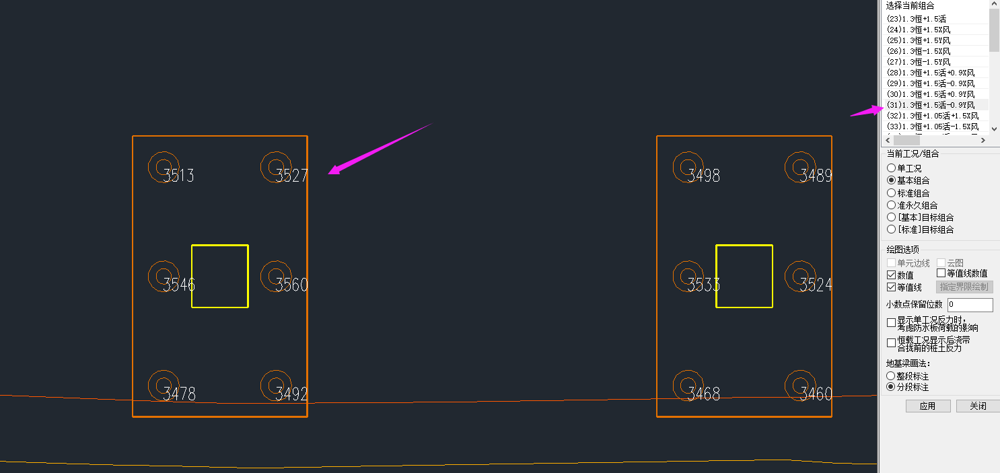 选择当前组合
(23)1.3恒+1.5活
(24)1.3恒+1.5X风
(25)1.3恒+1.5Y风
(26)1.3恒-1.5X风
(27)1.3恒-1.5Y风
(28)1.3恒+1.5活+0.9X风
(29)1.3恒+1.5活-0.9X风
(30)1.3恒+1.5活+0.9Y风
(31)1.3恒+1.5活-0.9Y风
(32)1.3恒+1.05活+1.5X风
(33)1.3恒+1.05活-1.5X风
当前工况/组合
单工况
基本组合
标准组合
准永久组合
[基本]目标组合
[标准]目标组合
绘图选项
单元边线 云图
数值 等值线数值
等值线 指定界限绘制
小数点保留位数 0
显示单工况反力时,
考虑防水板荷载的影响
恒载工况显示后浇带
合拢前的桩土反力
地基梁画法:
整段标注
分段标注
应用 关闭
3513 3527 3498 3489
3546 3560 3533 3524
3478 3492 3468 3460